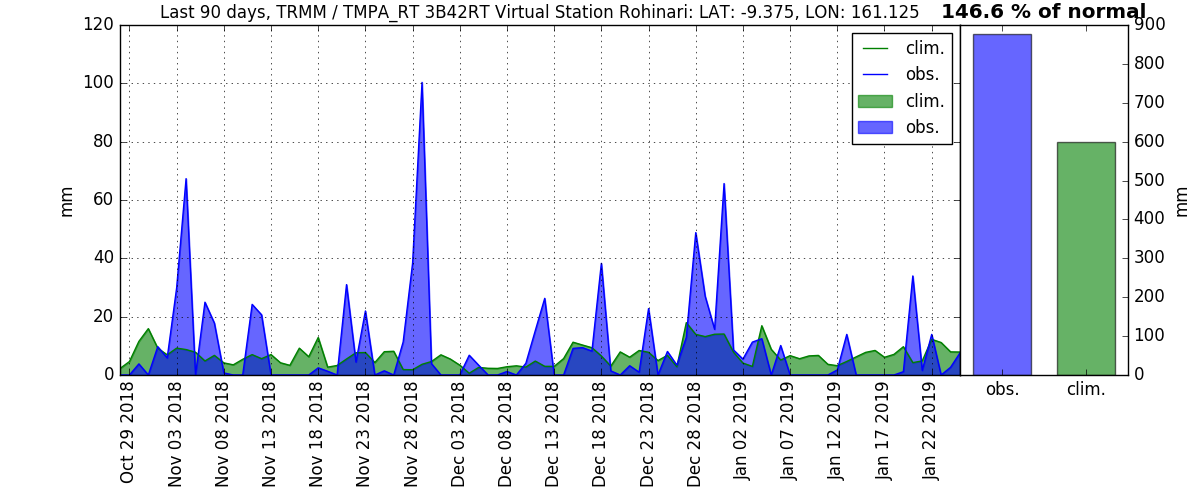 Last 90 days, TRMM / TMPA_RT 3B42RT Virtual Station Rohinari: LAT: -9.375, LON: 161.125
146.6 % of normal
mm
120
100
80
60
40
20
0
clim.
obs.
clim.
obs.
900
800
700
600
500
400
300
200
100
0
mm
obs.
clim.
Oct 29 2018
Nov 03 2018
Nov 08 2018
Nov 13 2018
Nov 18 2018
Nov 23 2018
Nov 28 2018
Dec 03 2018
Dec 08 2018
Dec 13 2018
Dec 18 2018
Dec 23 2018
Dec 28 2018
Jan 02 2019
Jan 07 2019
Jan 12 2019
Jan 17 2019
Jan 22 2019